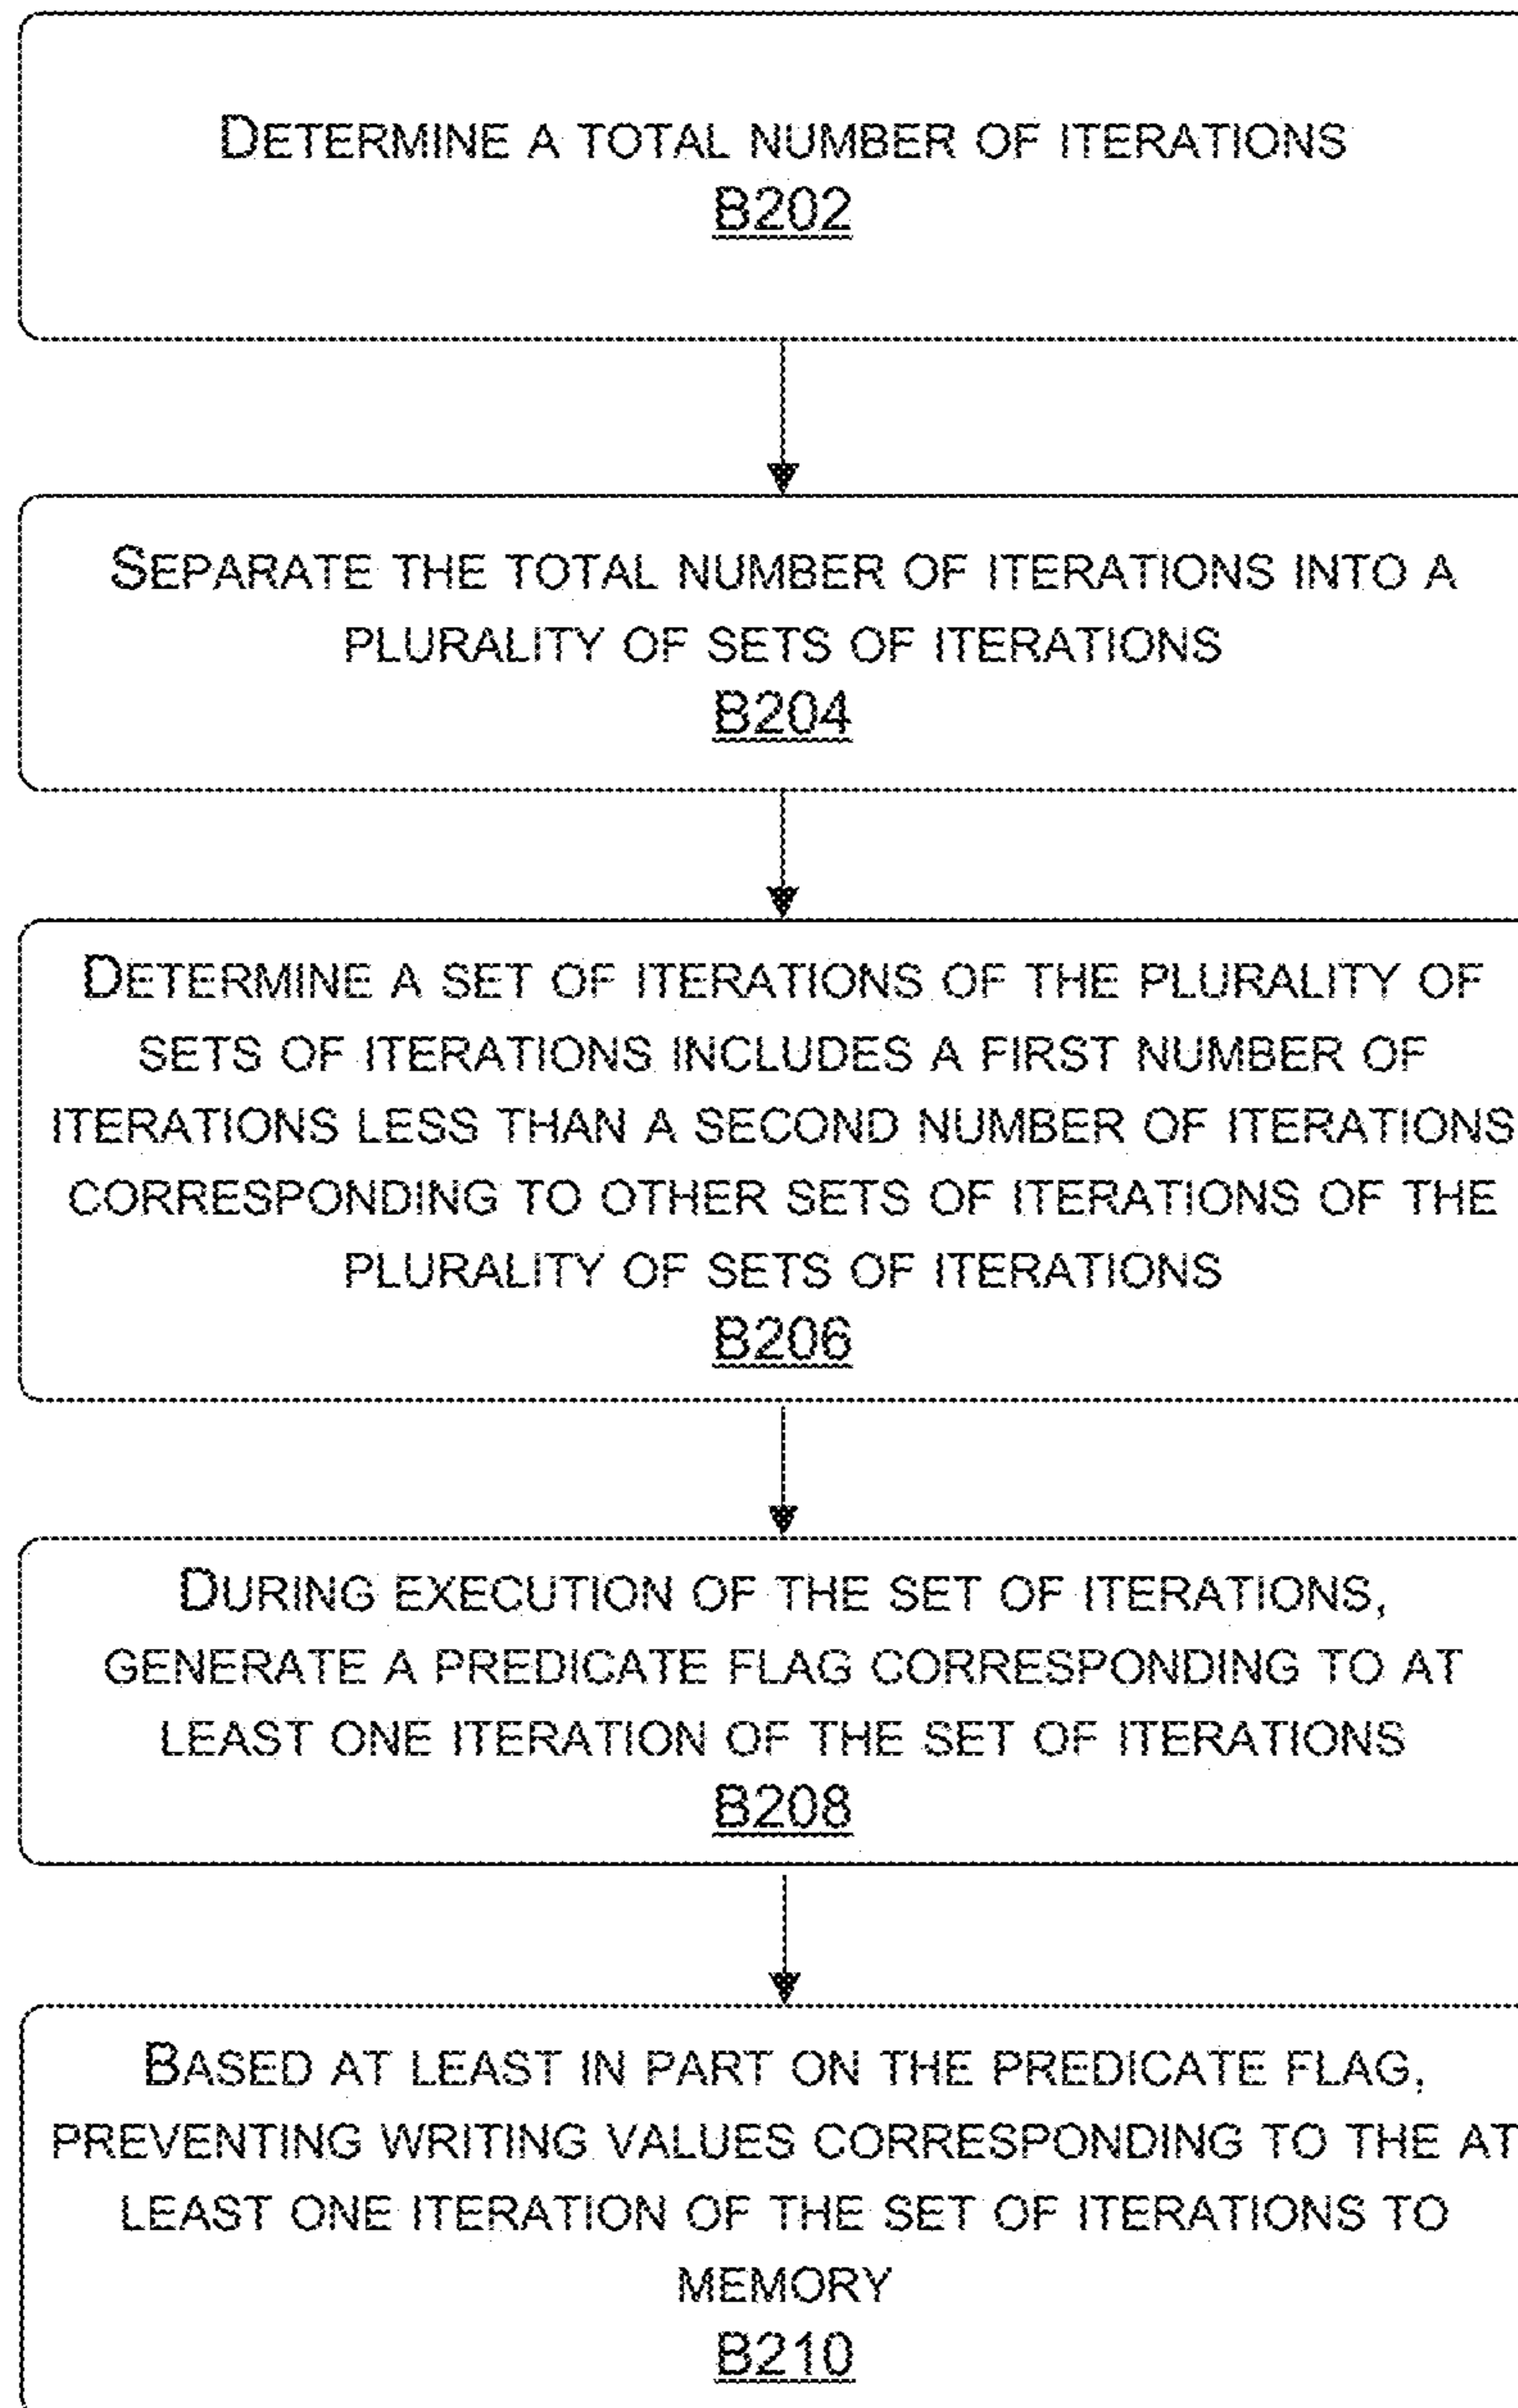 DETERMINE A TOTAL NUMBER OF ITERATIONS
B202
SEPARATE THE TOTAL NUMBER OF ITERATIONS INTO A
PLURALITY OF SETS OF ITERATIONS
B204
DETERMINE A SET OF ITERATIONS OF THE PLURALITY OF
SETS OF ITERATIONS INCLUDES A FIRST NUMBER OF
ITERATIONS LESS THAN A SECOND NUMBER OF ITERATIONS
CORRESPONDING TO OTHER SETS OF ITERATIONS OF THE
PLURALITY OF SETS OF ITERATIONS
B206
DURING EXECUTION OF THE SET OF ITERATIONS,
GENERATE A PREDICATE FLAG CORRESPONDING TO AT
LEAST ONE ITERATION OF THE SET OF ITERATIONS
B208
BASED AT LEAST IN PART ON THE PREDICATE FLAG,
PREVENTING WRITING VALUES CORRESPONDING TO THE AT
LEAST ONE ITERATION OF THE SET OF ITERATIONS TO
MEMORY
B210